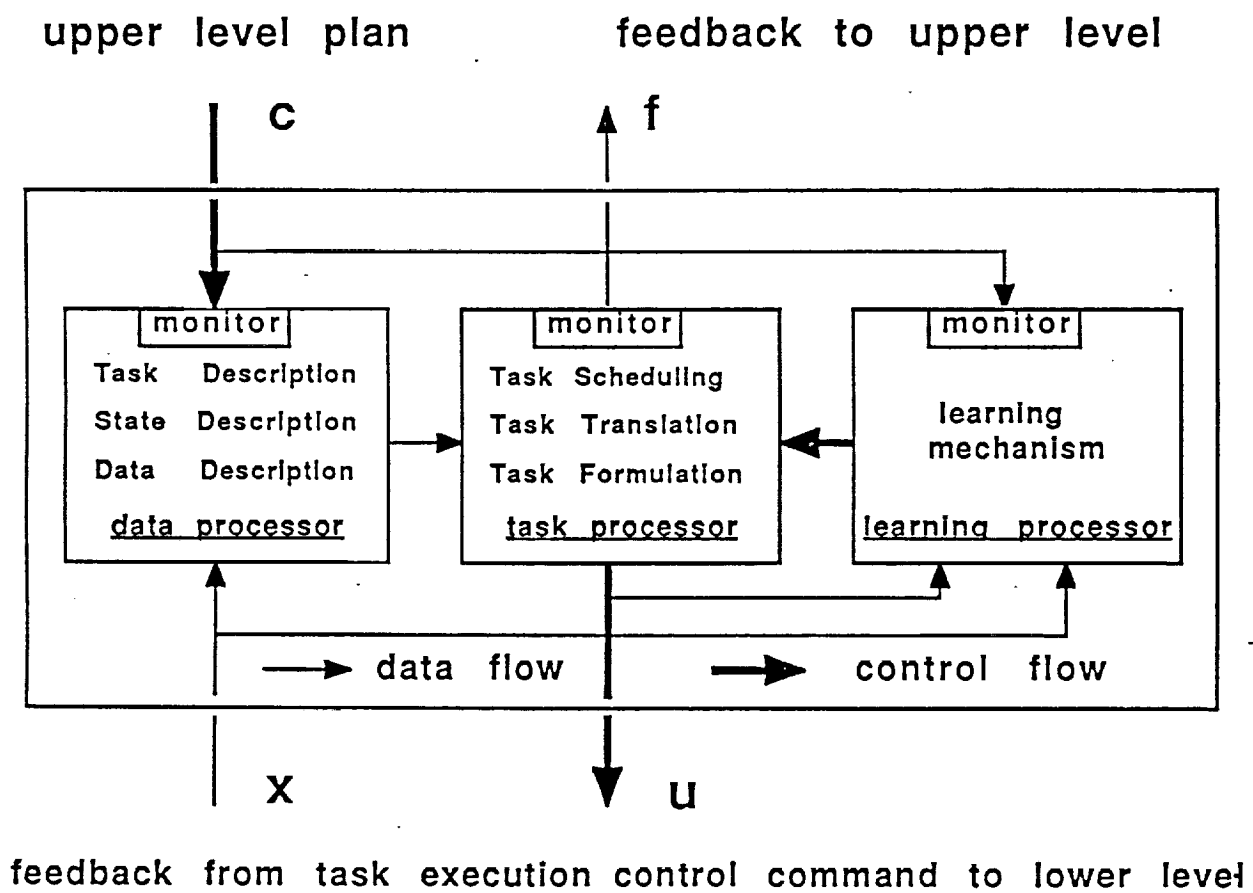 upper level plan
feedback to upper level
c
f
monitor
monitor
monitor
Task Description
State Description
Data Description
data processor
Task Scheduling
Task Translation
Task Formulation
task processor
learning
mechanism
learning processor
data flow
control flow
x
u
feedback from task execution
control command to lower level